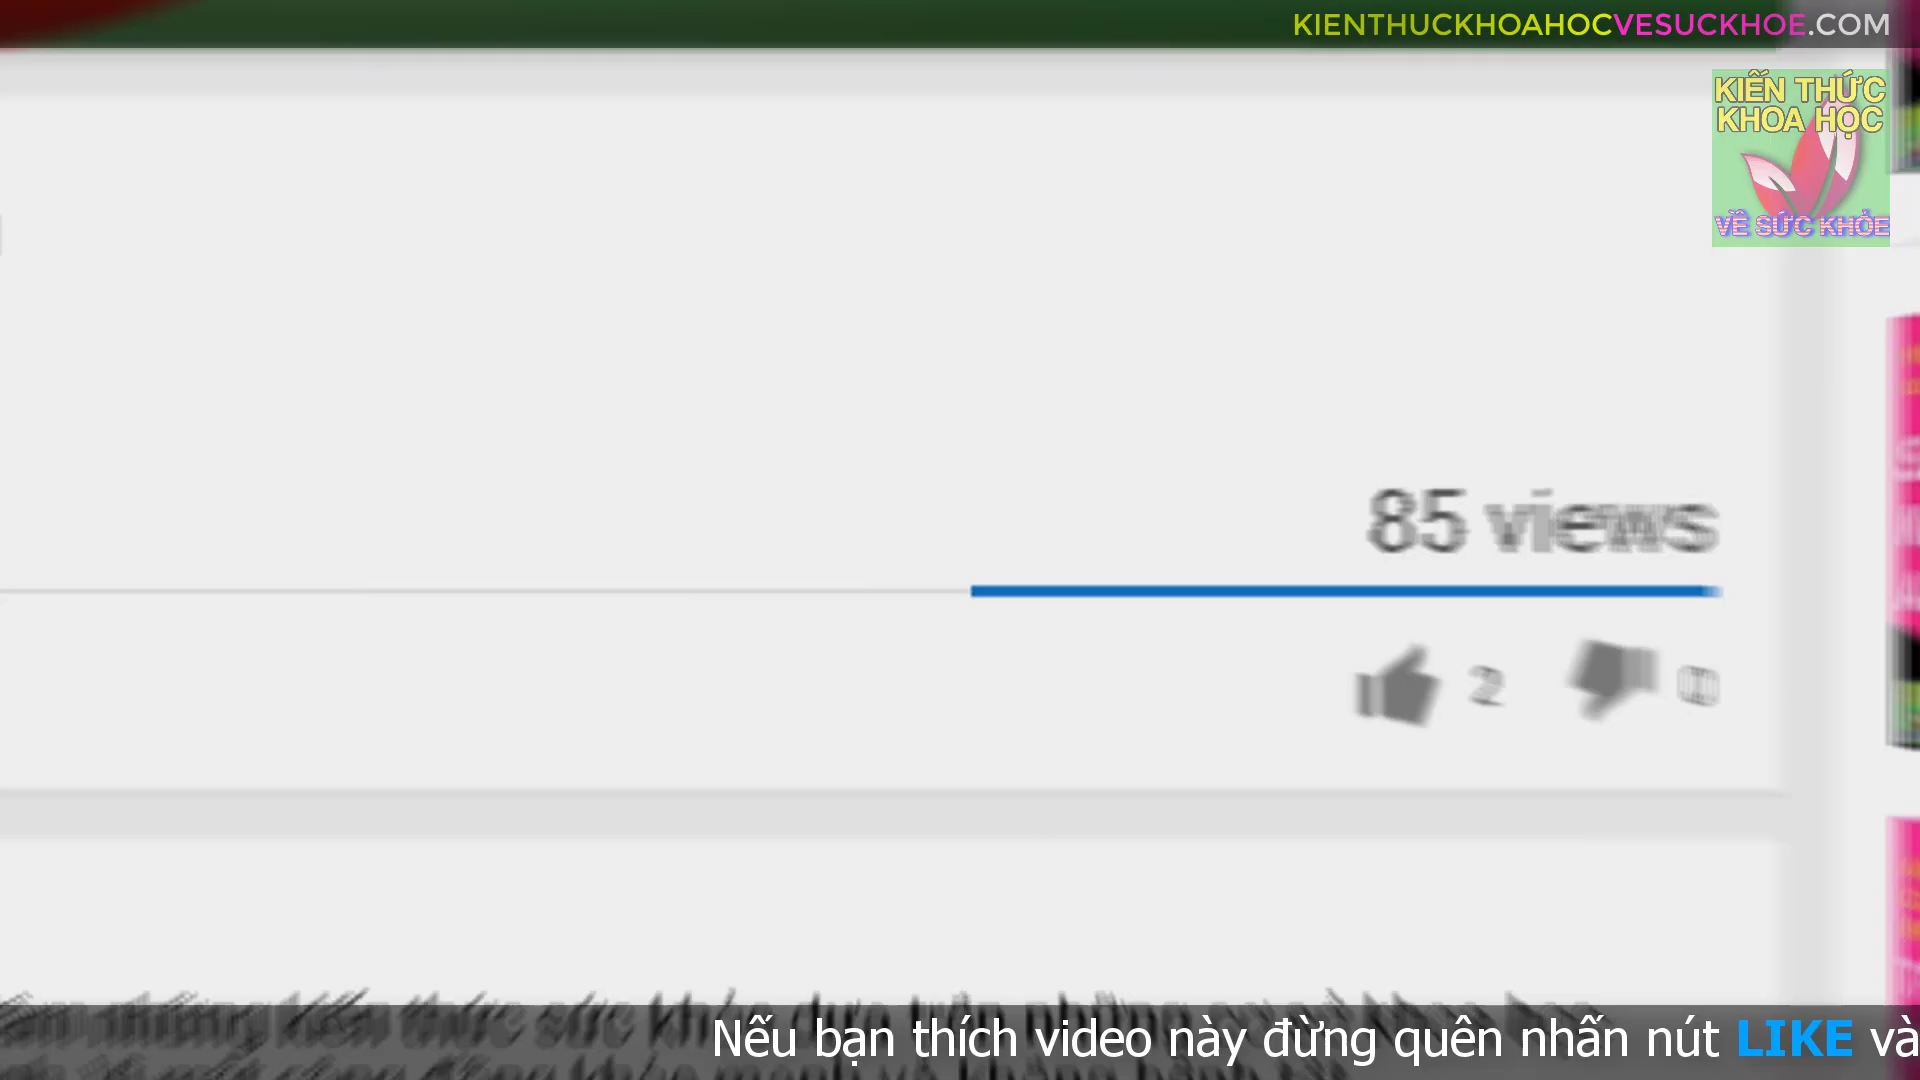 KIENTHUCKHOAHOCVESUCKHOE.COM
KIẾN THỨC
KHOA HỌC
VỀ SỨC KHỎE
85 views
2 0
Nếu bạn thích video này đừng quên nhấn nút LIKE và